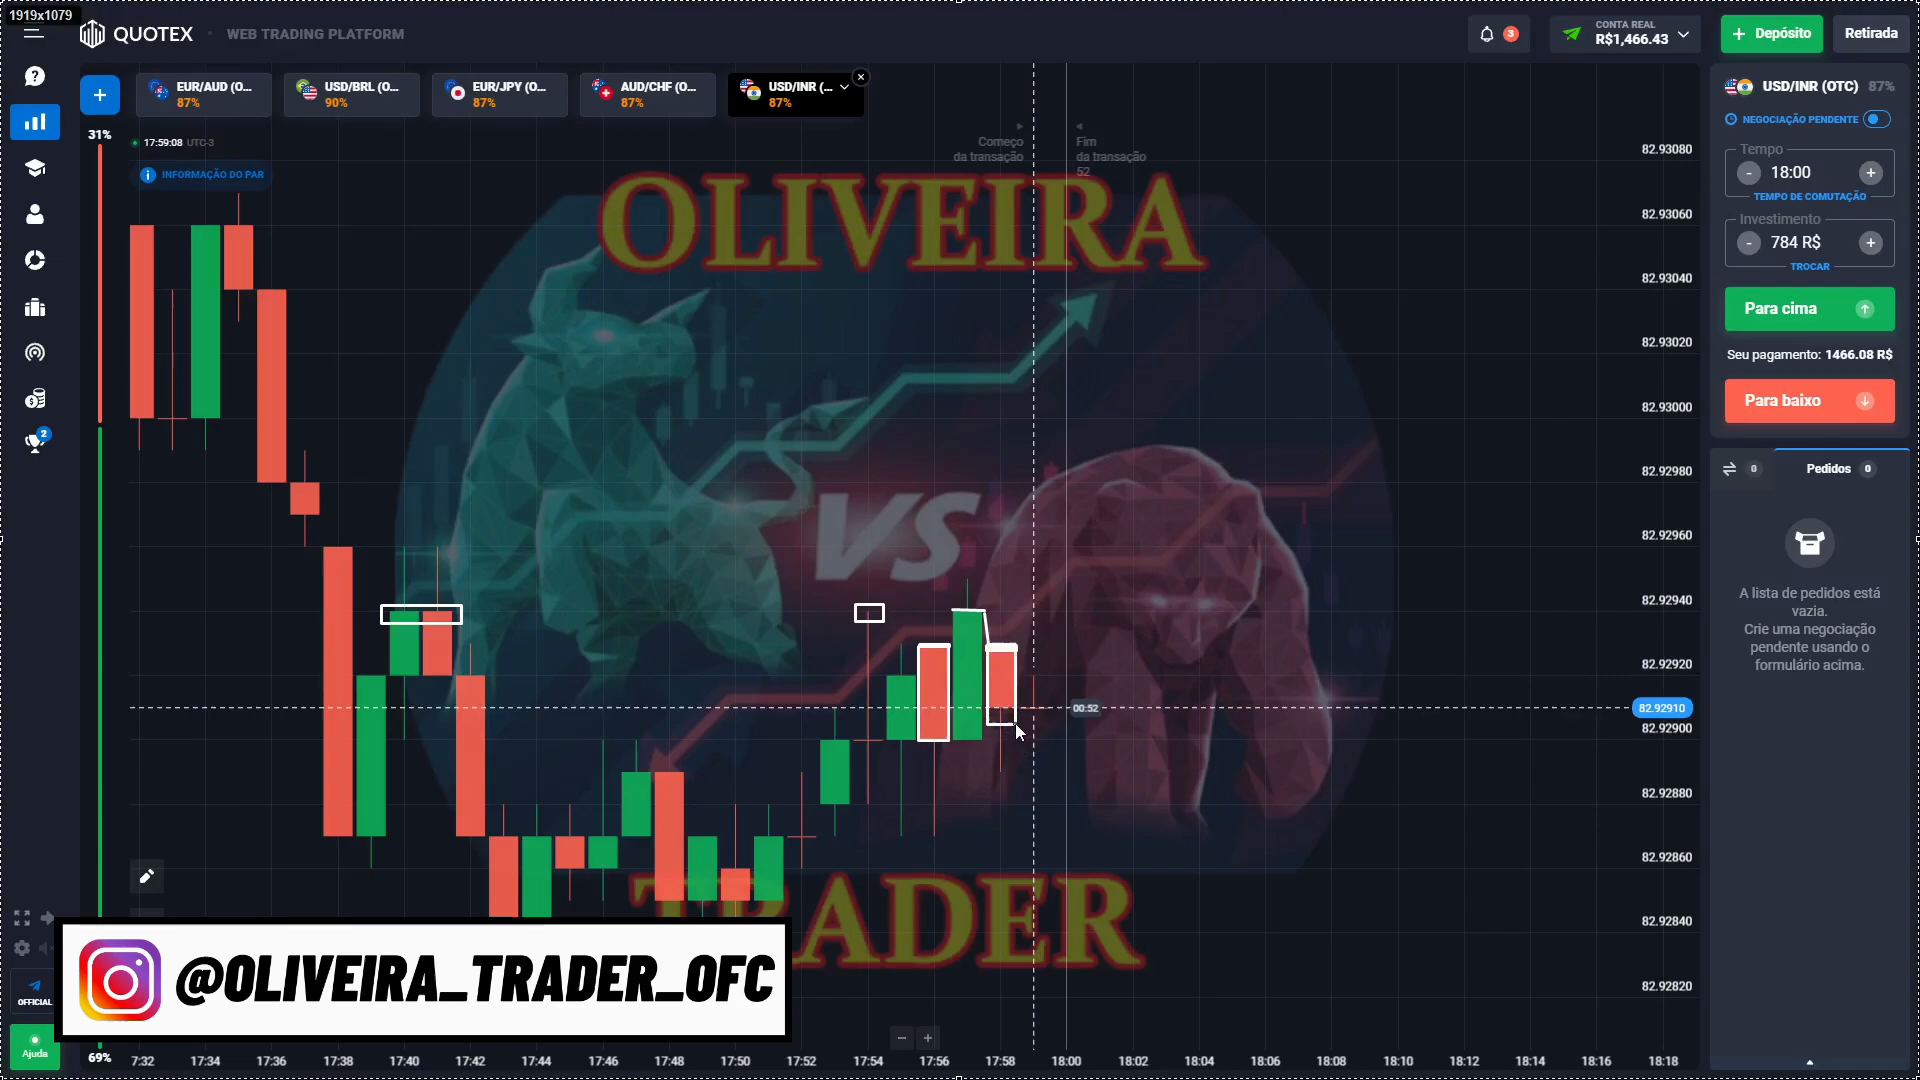 1919x1079
QUOTEX
WEB TRADING PLATFORM
3
CONTA REAL
R$1,466.43
Depósito
Retirada
EUR/AUD (O...
87%
USD/BRL (O...
90%
EUR/JPY (O...
87%
AUD/CHF (O...
87%
USD/INR (...
87%
USD/INR (OTC) 87%
NEGOCIAÇÃO PENDENTE
31%
17:59:08 UTC-3
INFORMAÇÃO DO PAR
Começo
da transação
Fim
da transação
52
Tempo
- 18:00 +
TEMPO DE COMUTAÇÃO
Investimento
- 784 R$ +
TROCAR
Para cima
Seu pagamento: 1466.08 R$
Para baixo
0
Pedidos 0
A lista de pedidos está
vazia.
Crie uma negociação
pendente usando o
formulário acima.
OLIVEIRA
VS
TRADER
82.93080
82.93060
82.93040
82.93020
82.93000
82.92980
82.92960
82.92940
82.92920
00:52
82.92910
82.92900
82.92880
82.92860
82.92840
82.92820
2
OFFICIAL
Ajuda
@OLIVEIRA_TRADER_OFC
69%
7:32 17:34 17:36 17:38 17:40 17:42 17:44 17:46 17:48 17:50 17:52 17:54 17:56 17:58 18:00 18:02 18:04 18:06 18:08 18:10 18:12 18:14 18:16 18:18